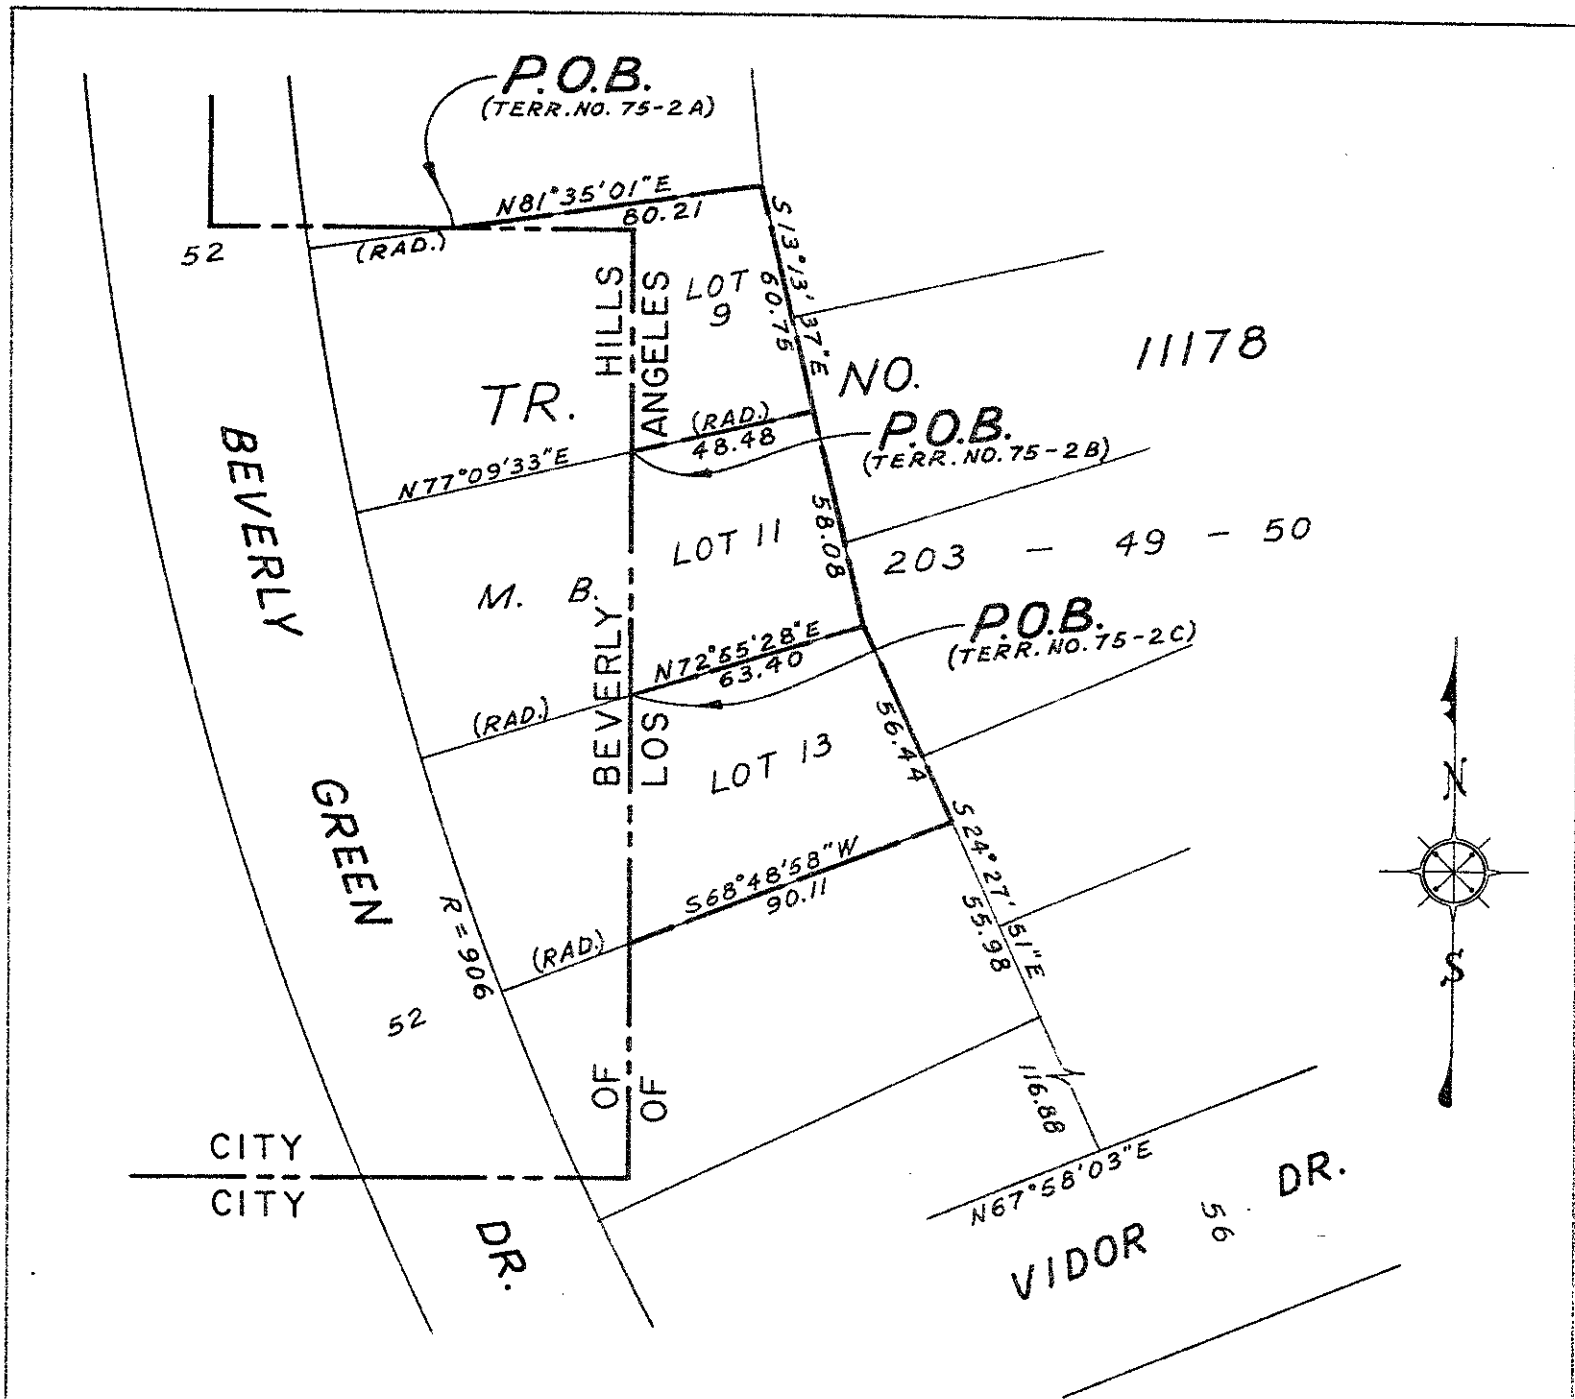 P.O.B.
(TERR. NO. 75-2A)
N81°35'01"E
80.21
52
(RAD.)
S13°13'37"E
60.75
LOT
9
HILLS
ANGELES
11178
TR.
NO.
(RAD.)
48.48
P.O.B.
(TERR. NO. 75-2B)
N77°09'33"E
BEVERLY
LOT 11
58.08
203 - 49 - 50
M. B.
P.O.B.
(TERR. NO. 75-2C)
N72°55'28"E
63.40
BEVERLY
LOS
(RAD.)
56.44
LOT 13
N
GREEN
S24°27'51"E
55.98
S68°48'58"W
90.11
R = 906
(RAD.)
S
52
OF
OF
116.88
CITY
CITY
N67°58'03"E
DR.
VIDOR
56
DR.